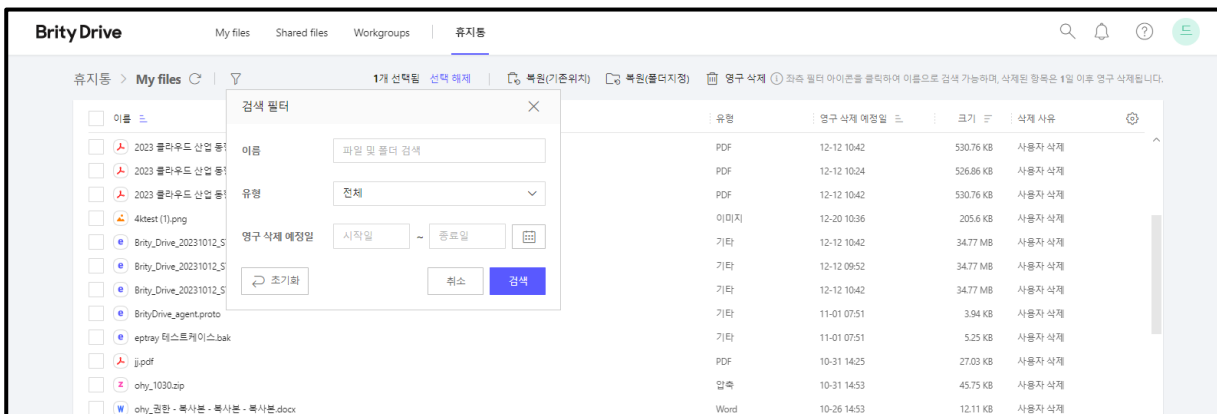 Brity Drive My files Shared files Workgroups 휴지통 드
휴지통 > My files 1개 선택됨 선택 해제 복원(기존위치) 복원(폴더지정) 영구 삭제 좌측 필터 아이콘을 클릭하여 이름으로 검색 가능하며, 삭제된 항목은 1일 이후 영구 삭제됩니다.
검색 필터
이름 유형 영구 삭제 예정일 크기 삭제 사유
2023 클라우드 산업 동 PDF 12-12 10:42 530.76 KB 사용자 삭제
이름 파일 및 폴더 검색
2023 클라우드 산업 동 PDF 12-12 10:24 526.86 KB 사용자 삭제
2023 클라우드 산업 동 PDF 12-12 10:42 530.76 KB 사용자 삭제
유형 전체
4ktest (1).png 이미지 12-20 10:36 205.6 KB 사용자 삭제
영구 삭제 예정일 시작일 ~ 종료일
Brity_Drive_20231012_S 기타 12-12 10:42 34.77 MB 사용자 삭제
Brity_Drive_20231012_S 기타 12-12 09:52 34.77 MB 사용자 삭제
초기화 취소 검색
Brity_Drive_20231012_S 기타 12-12 10:42 34.77 MB 사용자 삭제
BrityDrive_agent.proto 기타 11-01 07:51 3.94 KB 사용자 삭제
eptray 테스트케이스.bak 기타 11-01 07:51 5.25 KB 사용자 삭제
jj.pdf PDF 10-31 14:25 27.03 KB 사용자 삭제
ohy_1030.zip 압축 10-31 14:53 45.75 KB 사용자 삭제
ohy_권한 - 복사본 - 복사본 - 복사본.docx Word 10-26 14:53 12.11 KB 사용자 삭제